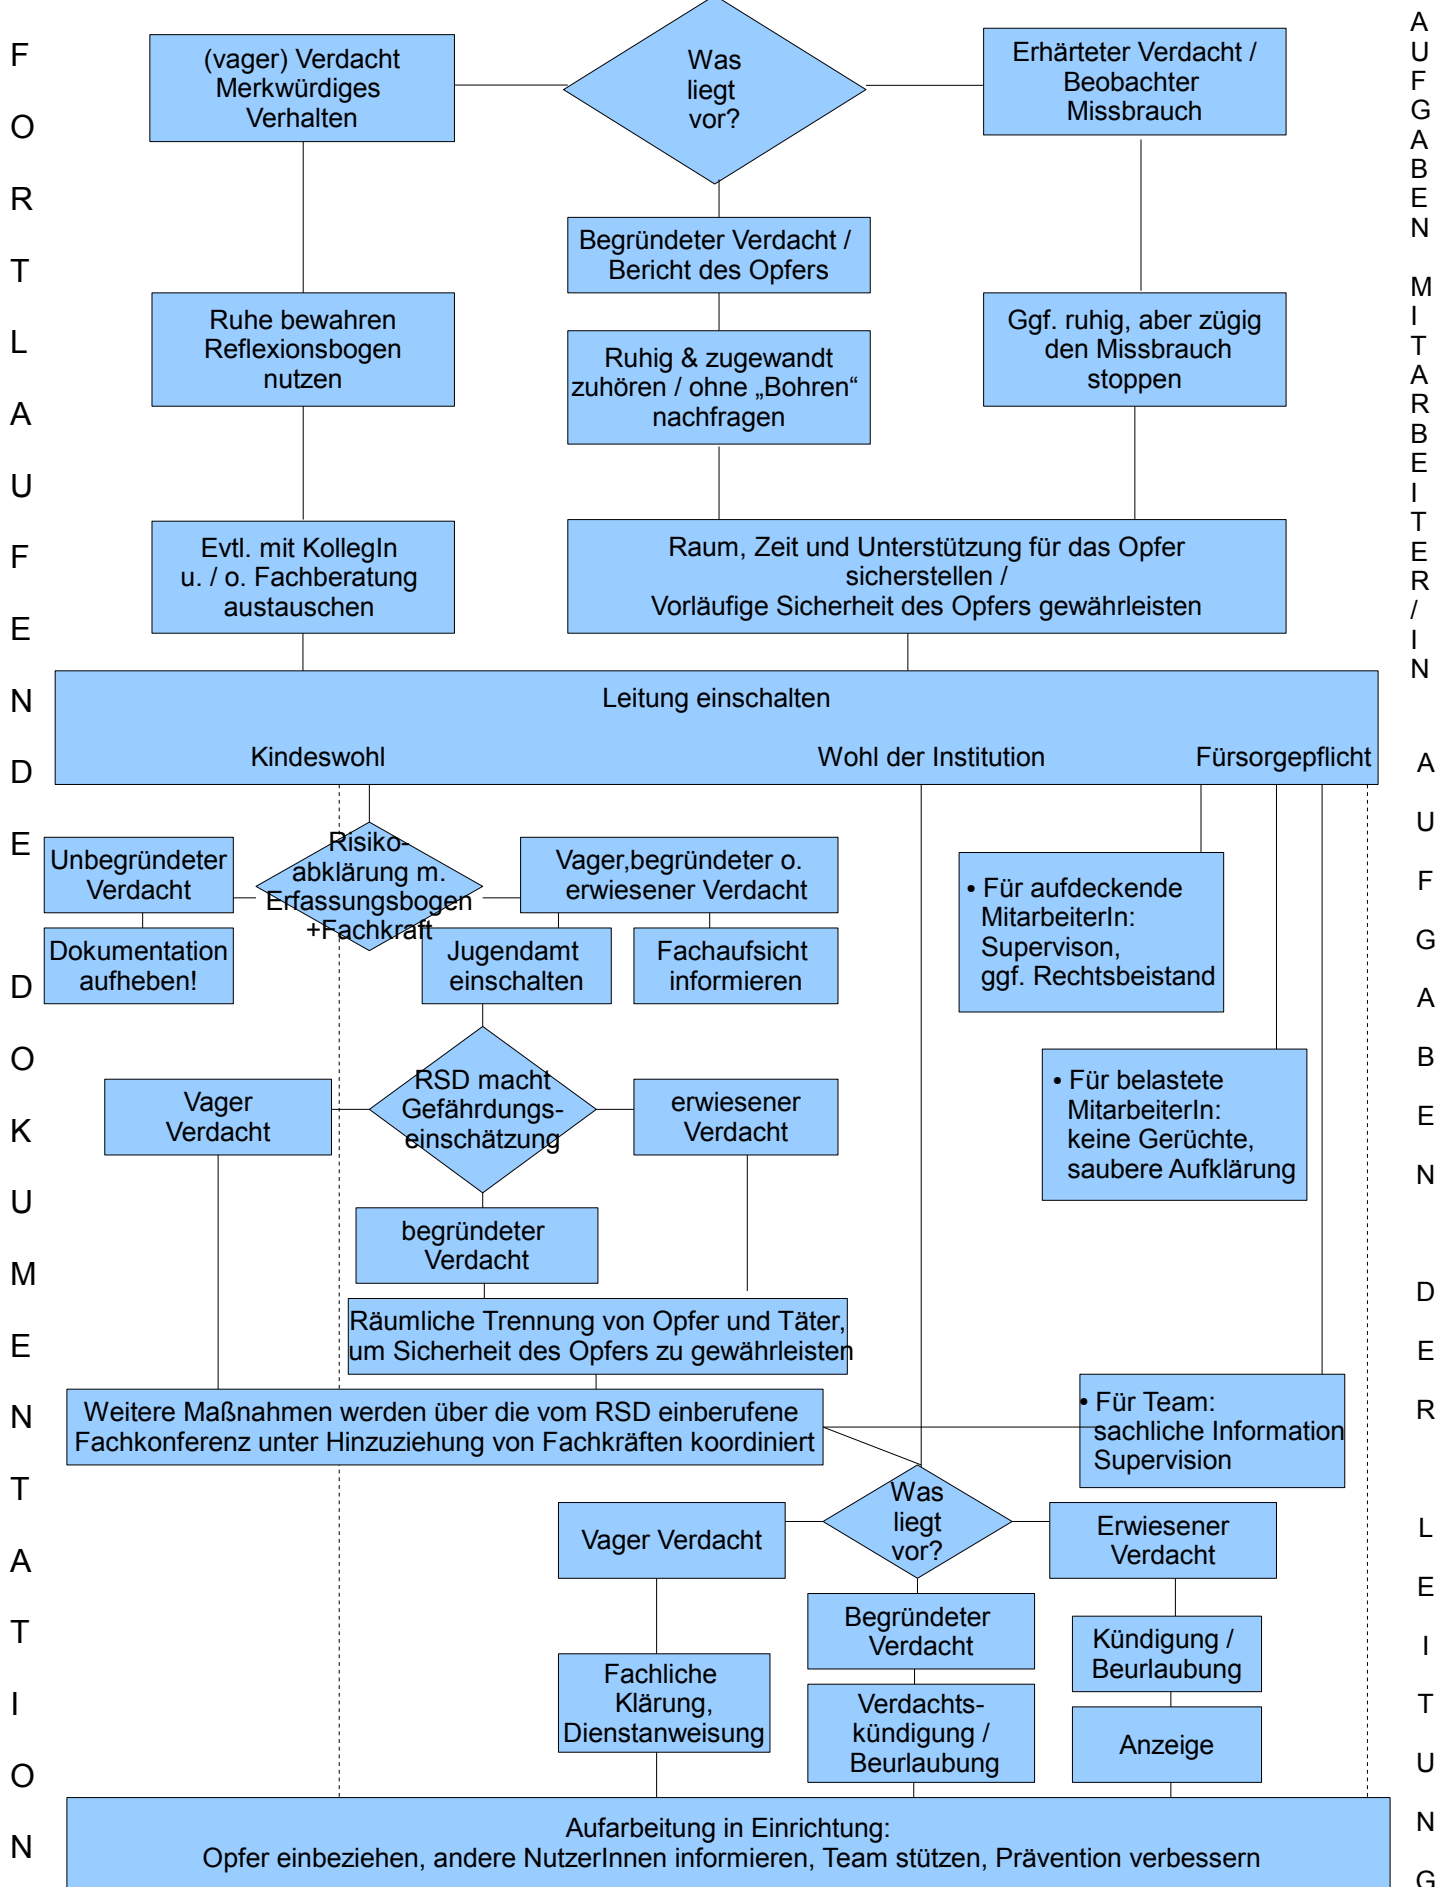 FORTLAUFENDE DOKUMENTATION
AUFGABEN MITARBEITER/IN
AUFGABEN DER LEITUNG
(vager) Verdacht
Merkwürdiges
Verhalten
Was
liegt
vor?
Erhärteter Verdacht /
Beobachter
Missbrauch
Begründeter Verdacht /
Bericht des Opfers
Ruhe bewahren
Reflexionsbogen
nutzen
Ruhig & zugewandt
zuhören / ohne „Bohren“
nachfragen
Ggf. ruhig, aber zügig
den Missbrauch
stoppen
Evtl. mit KollegIn
u. / o. Fachberatung
austauschen
Raum, Zeit und Unterstützung für das Opfer
sicherstellen /
Vorläufige Sicherheit des Opfers gewährleisten
Leitung einschalten
Kindeswohl
Wohl der Institution
Fürsorgepflicht
Unbegründeter
Verdacht
Risiko-
abklärung m.
Erfassungsbogen
+Fachkraft
Vager,begründeter o.
erwiesener Verdacht
Dokumentation
aufheben!
Jugendamt
einschalten
Fachaufsicht
informieren
• Für aufdeckende
MitarbeiterIn:
Supervison,
ggf. Rechtsbeistand
Vager
Verdacht
RSD macht
Gefährdungs-
einschätzung
erwiesener
Verdacht
• Für belastete
MitarbeiterIn:
keine Gerüchte,
saubere Aufklärung
begründeter
Verdacht
Räumliche Trennung von Opfer und Täter,
um Sicherheit des Opfers zu gewährleisten
Weitere Maßnahmen werden über die vom RSD einberufene
Fachkonferenz unter Hinzuziehung von Fachkräften koordiniert
• Für Team:
sachliche Information
Supervision
Vager Verdacht
Was
liegt
vor?
Erwiesener
Verdacht
Begründeter
Verdacht
Kündigung /
Beurlaubung
Fachliche
Klärung,
Dienstanweisung
Verdachts-
kündigung /
Beurlaubung
Anzeige
Aufarbeitung in Einrichtung:
Opfer einbeziehen, andere NutzerInnen informieren, Team stützen, Prävention verbessern